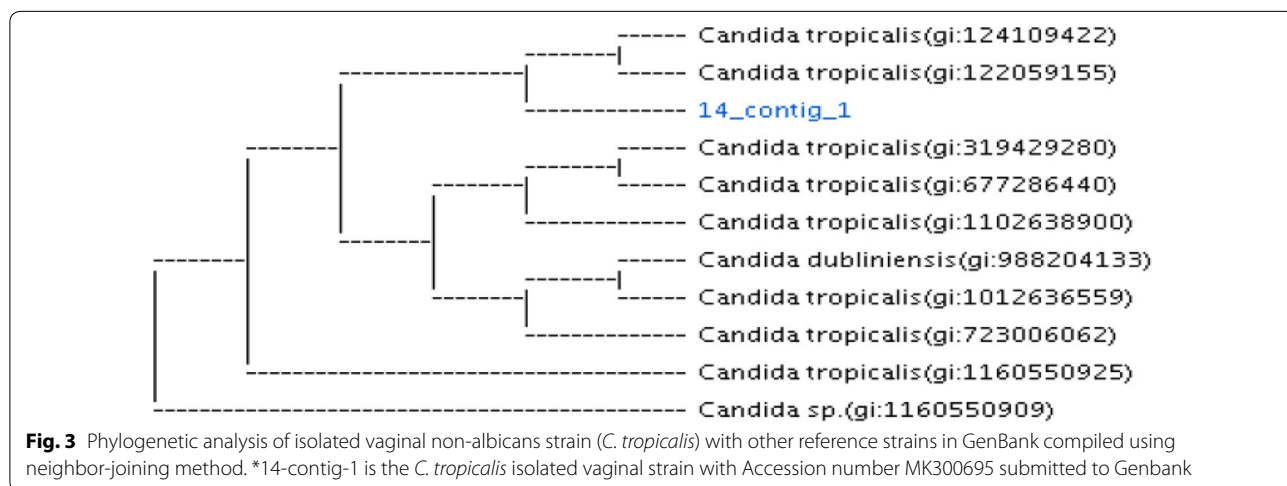 Candida tropicalis(gi:124109422)
Candida tropicalis(gi:122059155)
14_contig_1
Candida tropicalis(gi:319429280)
Candida tropicalis(gi:677286440)
Candida tropicalis(gi:1102638900)
Candida dubliniensis(gi:988204133)
Candida tropicalis(gi:1012636559)
Candida tropicalis(gi:723006062)
Candida tropicalis(gi:1160550925)
Candida sp.(gi:1160550909)
Fig. 3 Phylogenetic analysis of isolated vaginal non-albicans strain (C. tropicalis) with other reference strains in GenBank compiled using
neighbor-joining method. *14-contig-1 is the C. tropicalis isolated vaginal strain with Accession number MK300695 submitted to Genbank